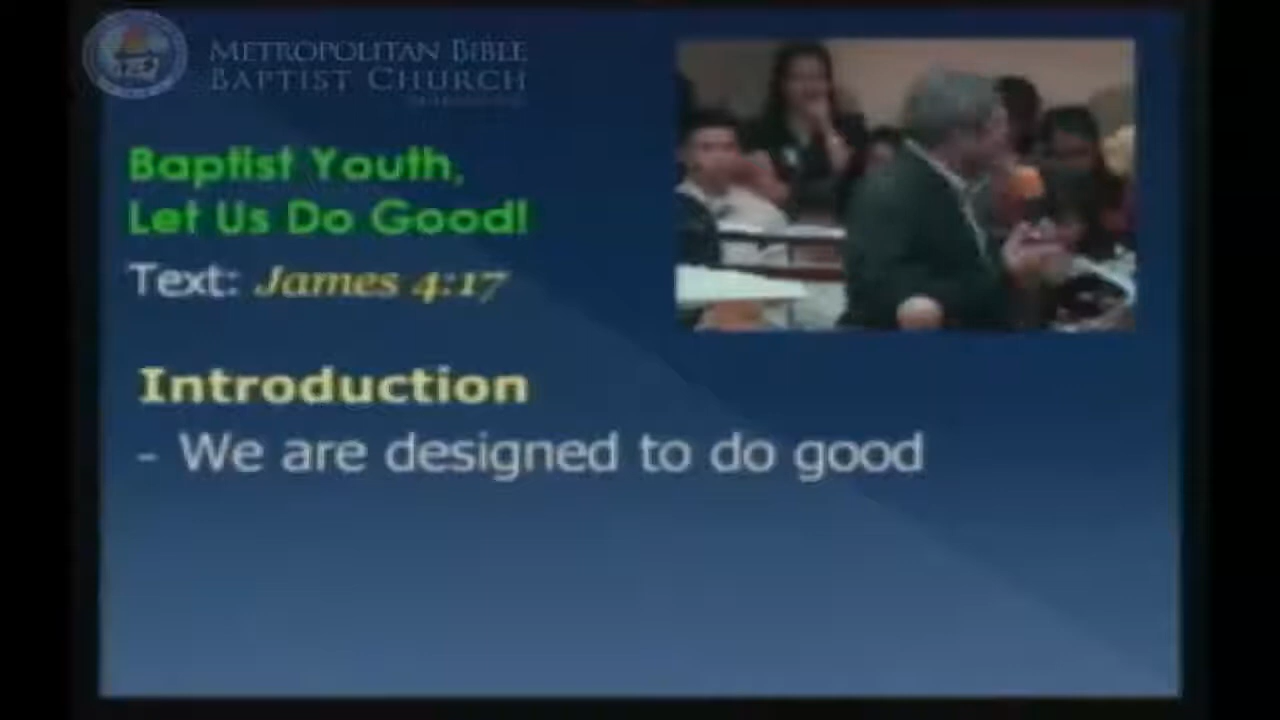 METROPOLITAN BIBLE
BAPTIST CHURCH
Baptist Youth,
Let Us Do Good!
Text: James 4:17
Introduction
- We are designed to do good